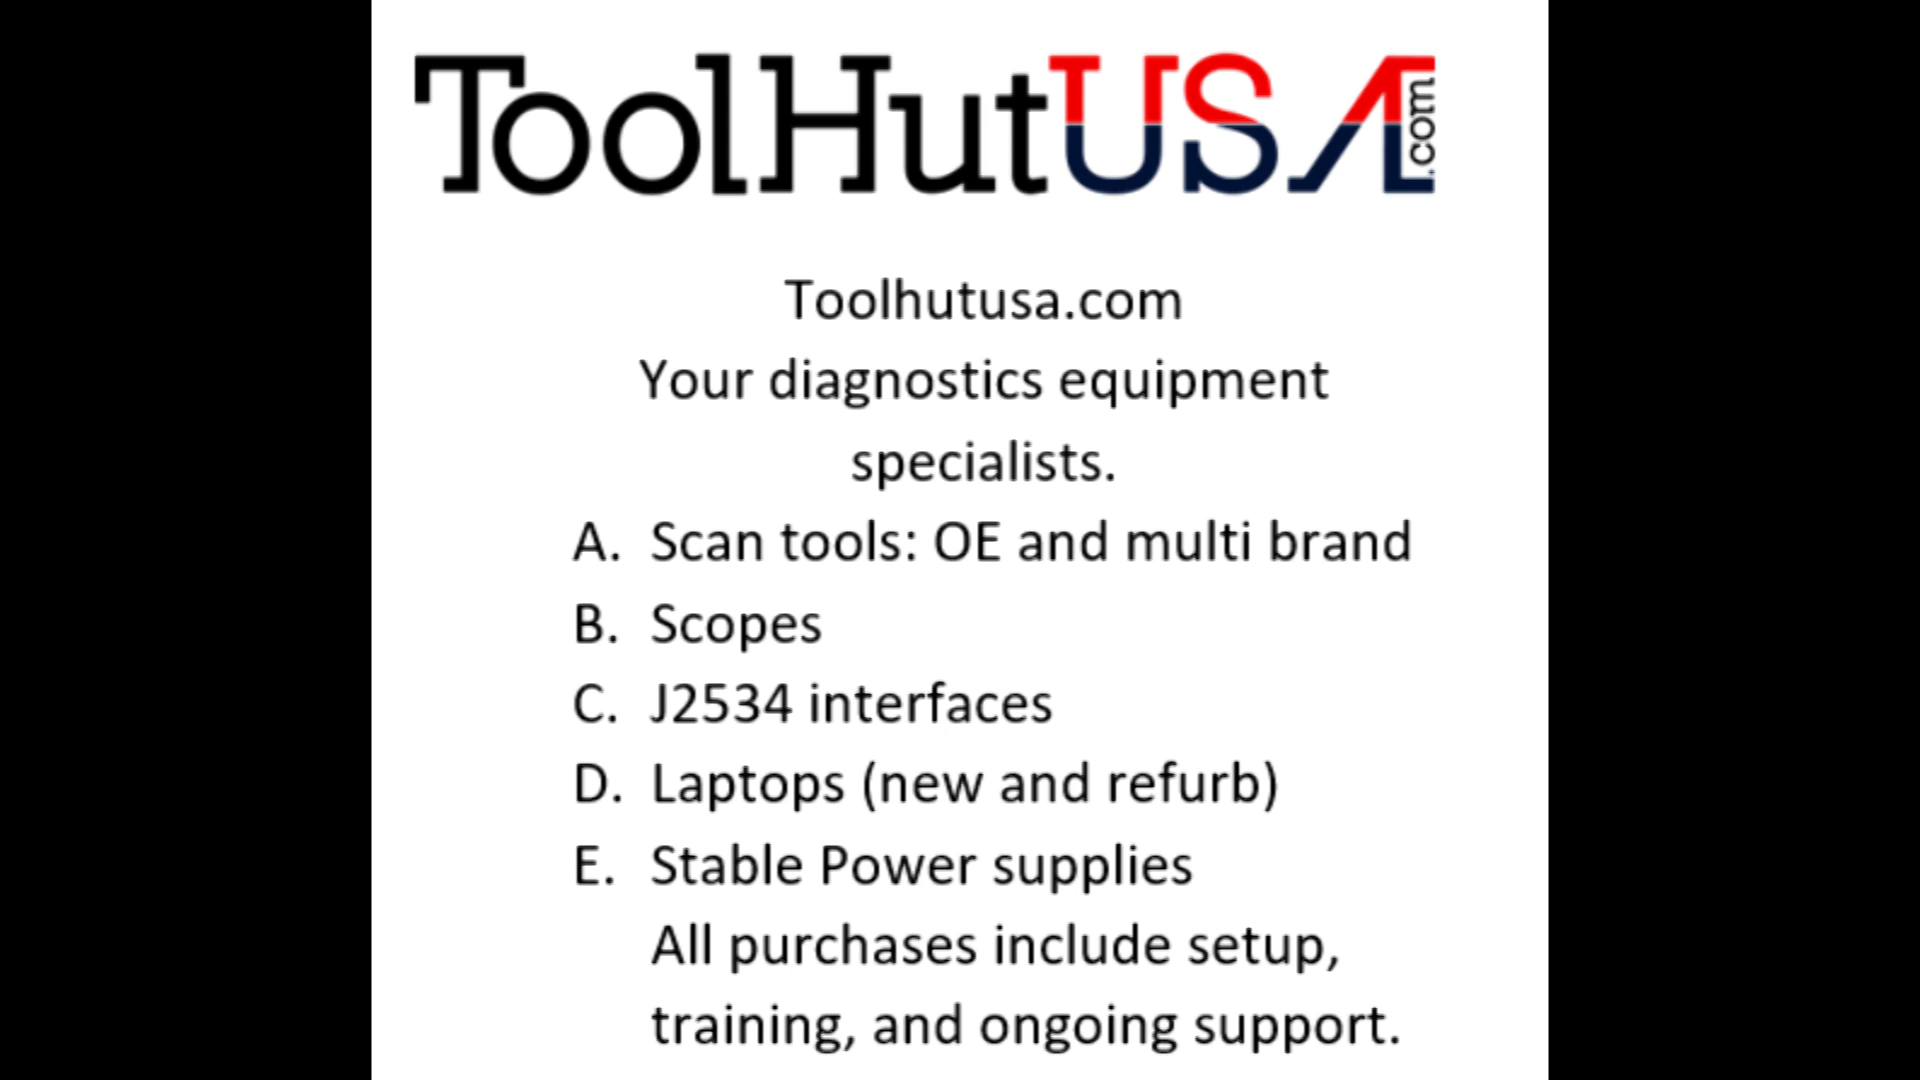 ToolHutUSA.com
Toolhutusa.com
Your diagnostics equipment
specialists.
A. Scan tools: OE and multi brand
B. Scopes
C. J2534 interfaces
D. Laptops (new and refurb)
E. Stable Power supplies
All purchases include setup,
training, and ongoing support.